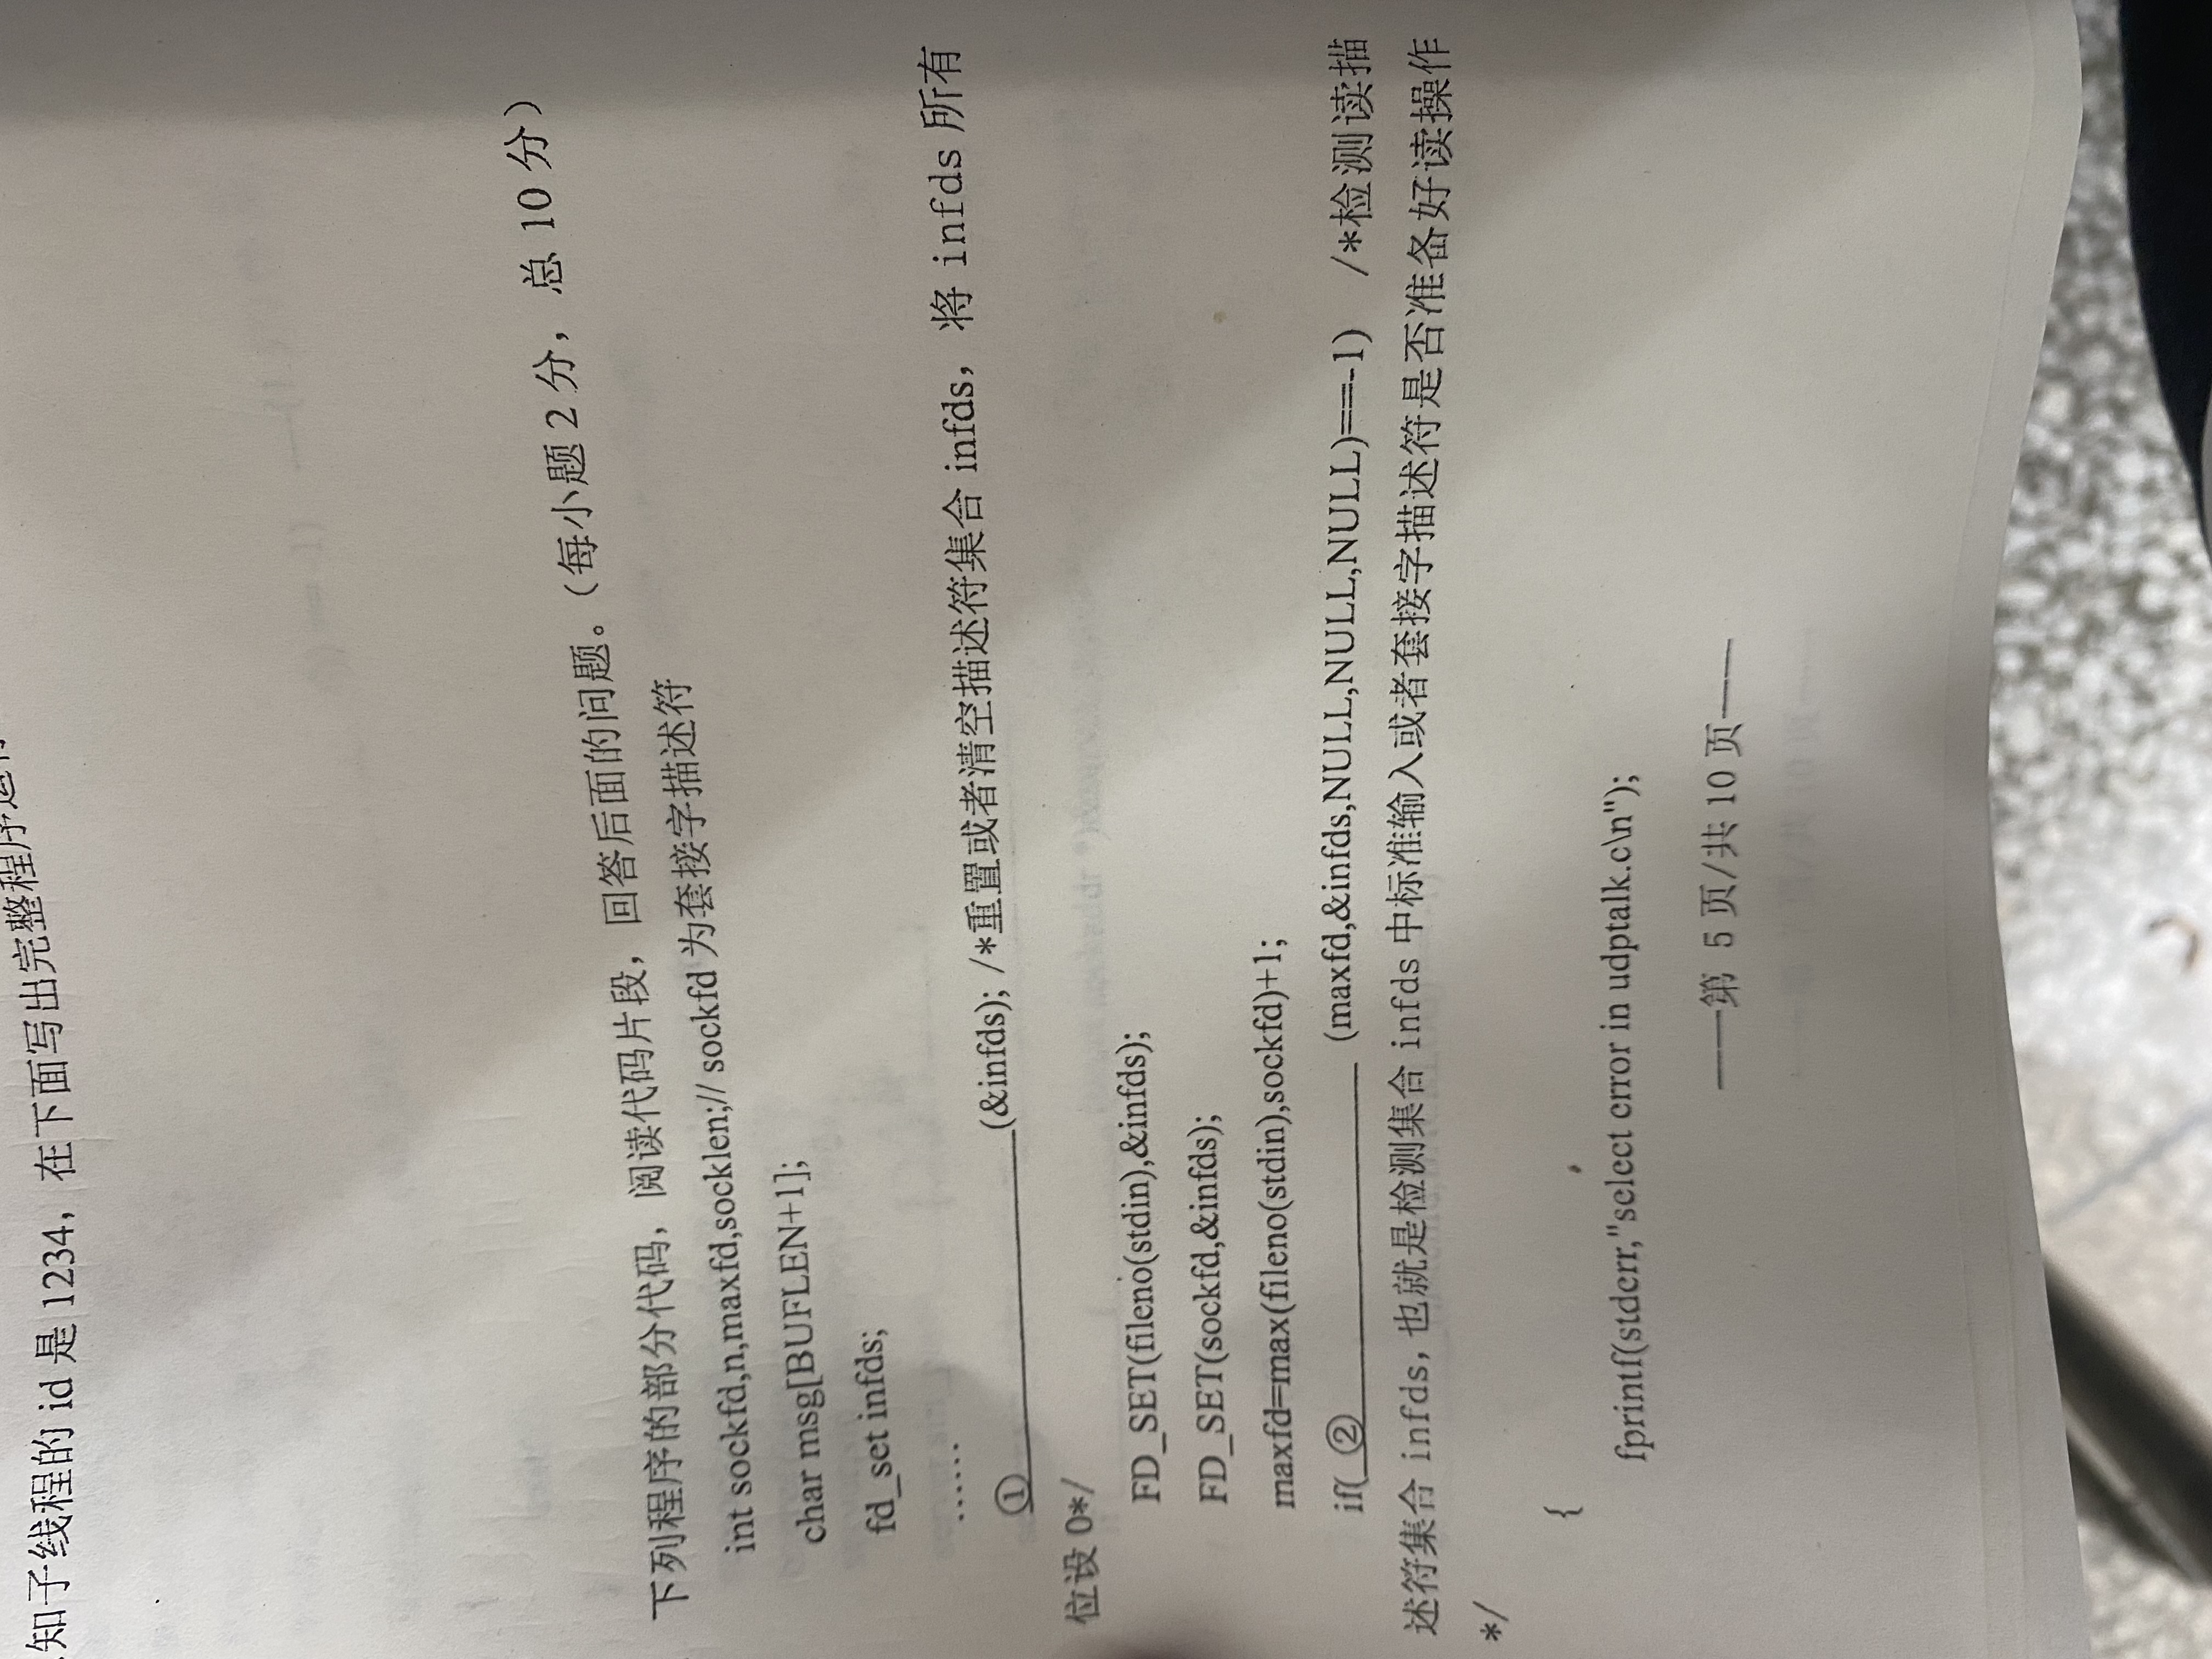 知子线程的 id 是 1234，在下面写出完整程序运行
下列程序的部分代码，阅读代码片段，回答后面的问题。（每小题 2 分，总 10 分）
int sockfd,n,maxfd,socklen;// sockfd 为套接字描述符
char msg[BUFLEN+1];
fd_set infds;
......
①____________(&infds); /*重置或者清空描述符集合 infds，将 infds 所有
位设 0*/
FD_SET(fileno(stdin),&infds);
FD_SET(sockfd,&infds);
maxfd=max(fileno(stdin),sockfd)+1;
if(_②____________ (maxfd,&infds,NULL,NULL,NULL)==-1) /*检测读描
述符集合 infds，也就是检测集合 infds 中标准输入或者套接字描述符是否准备好读操作
*/
{
fprintf(stderr,"select error in udptalk.c\n");
——第 5 页/共 10 页——